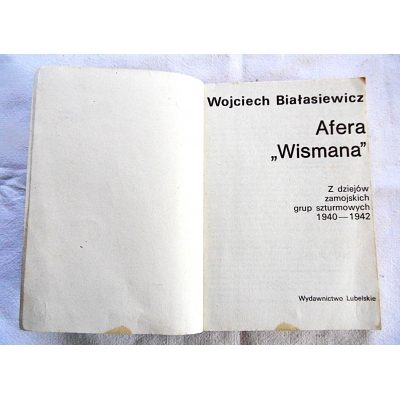 Wojciech Białasiewicz
Afera
„Wismana”
Z dziejów
zamojskich
grup szturmowych
1940—1942
Wydawnictwo Lubelskie